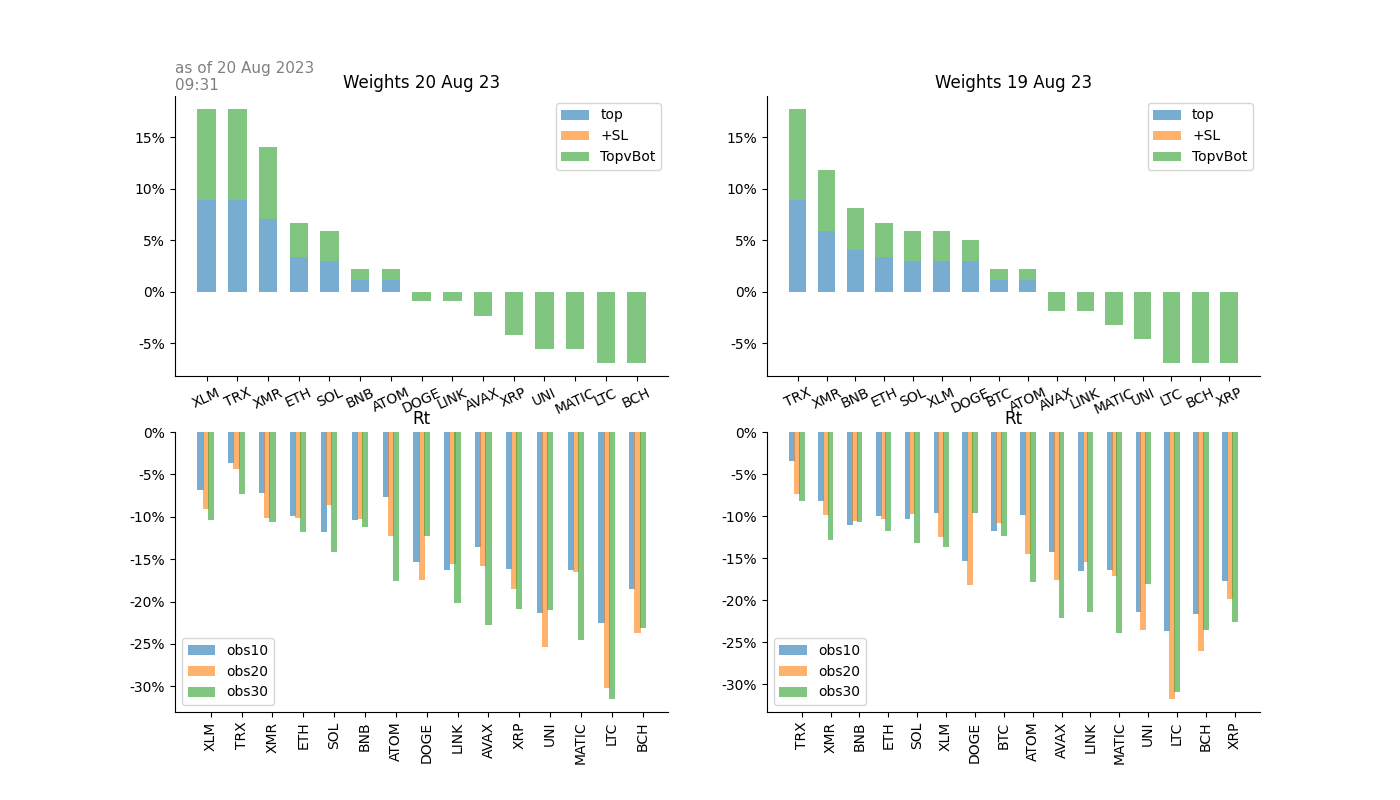 as of 20 Aug 2023
09:31
Weights 20 Aug 23
15%
10%
5%
0%
-5%
top
+SL
TopvBot
XLM TRX XMR ETH SOL BNB ATOM DOGE LINK AVAX XRP UNI MATIC LTC BCH
Weights 19 Aug 23
15%
10%
5%
0%
-5%
top
+SL
TopvBot
TRX XMR BNB ETH SOL XLM DOGE BTC ATOM AVAX LINK MATIC UNI LTC BCH XRP
Rt
0%
-5%
-10%
-15%
-20%
-25%
-30%
obs10
obs20
obs30
XLM TRX XMR ETH SOL BNB ATOM DOGE LINK AVAX XRP UNI MATIC LTC BCH
Rt
0%
-5%
-10%
-15%
-20%
-25%
-30%
obs10
obs20
obs30
TRX XMR BNB ETH SOL XLM DOGE BTC ATOM AVAX LINK MATIC UNI LTC BCH XRP